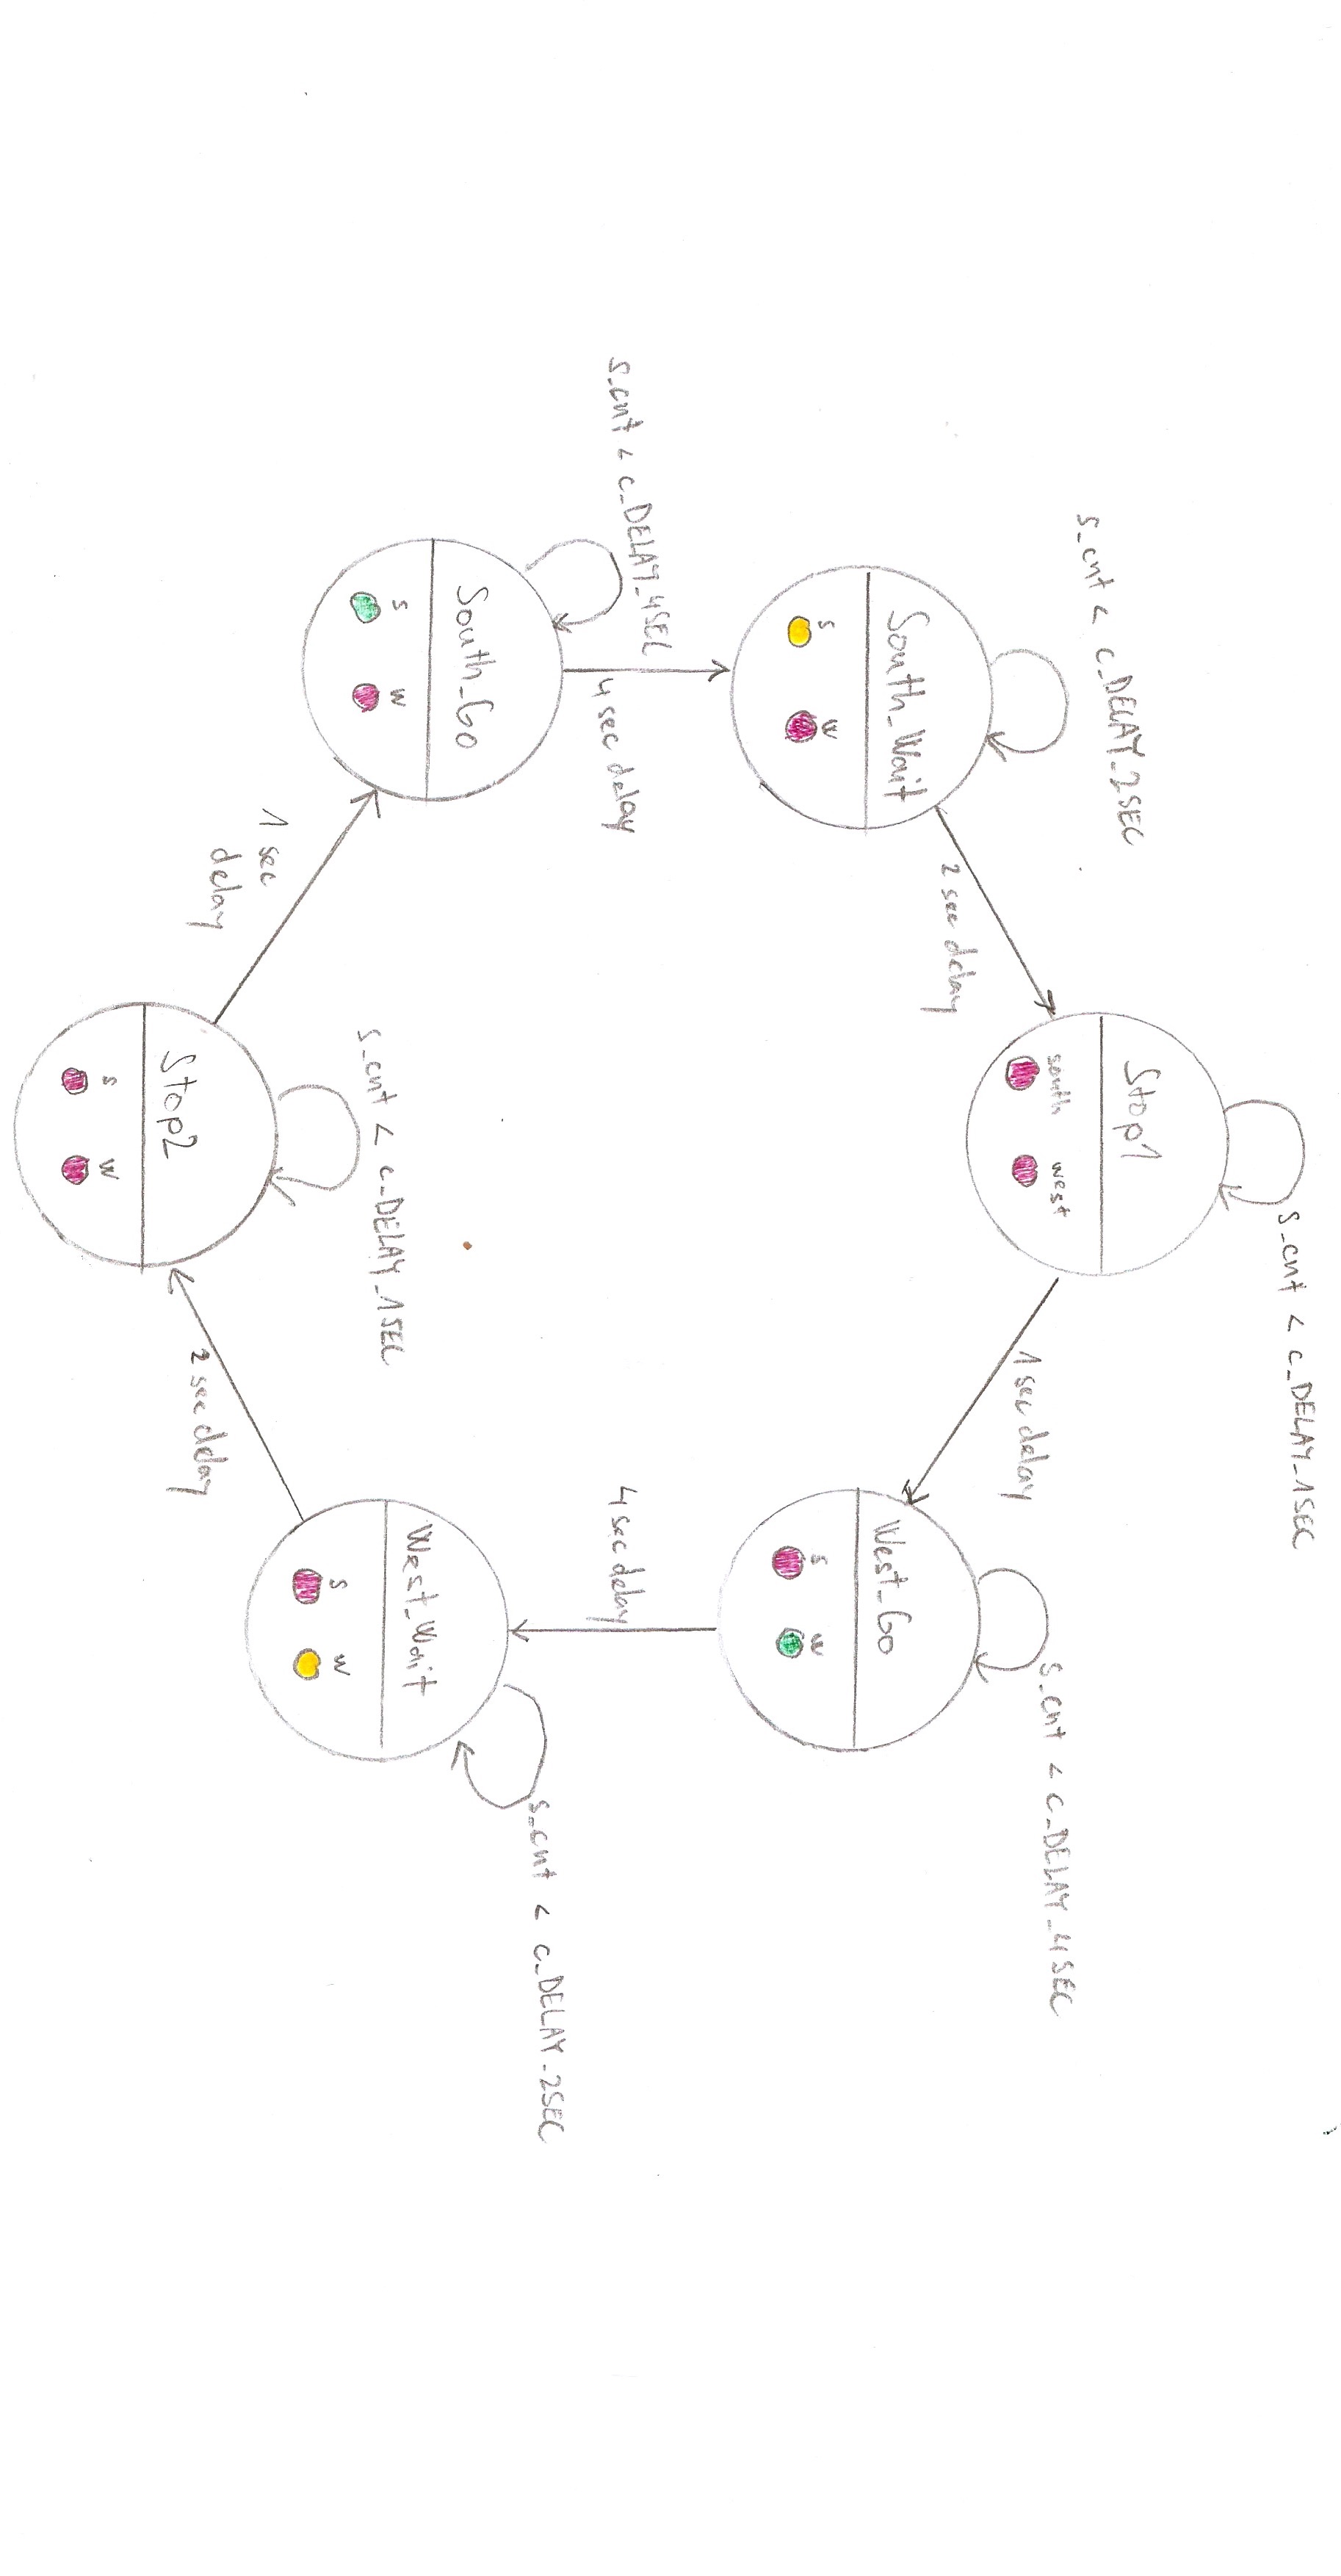 s_cnt < c_DELAY_1SEC
Stop1
south west
s_cnt < c_DELAY_2SEC
South_Wait
S W
2 sec delay
1 sec delay
s_cnt < c_DELAY_4SEC
West_Go
S W
s_cnt < c_DELAY_4SEC
4 sec delay
South_Go
S W
4 sec delay
s_cnt < c_DELAY_2SEC
West_Wait
S W
s_cnt < c_DELAY_1SEC
1 sec
delay
2 sec delay
Stop2
S W